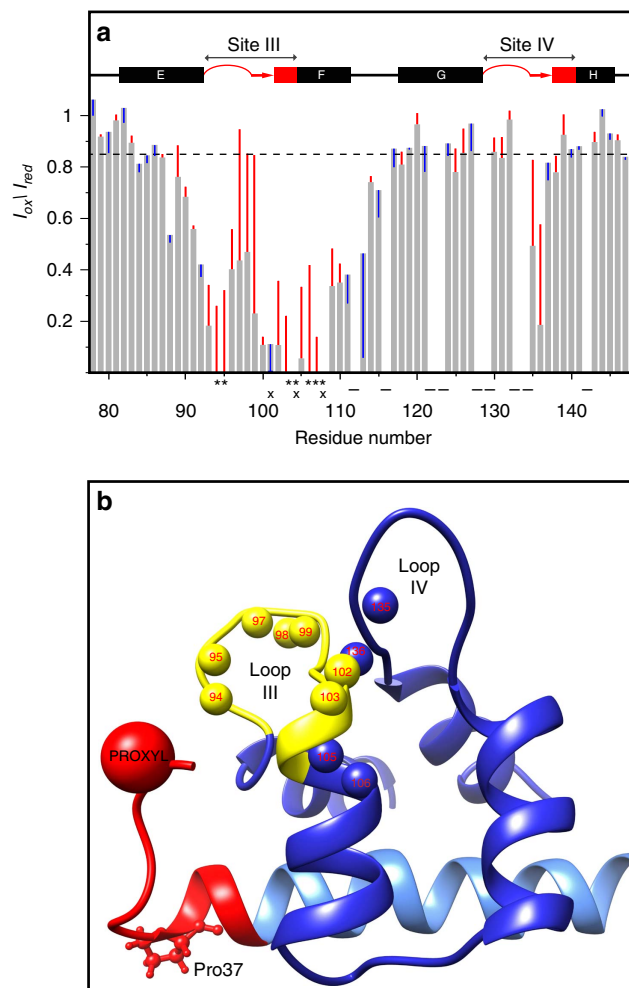 a
Site III Site IV
E F G H
1
0.8
0.6
0.4
0.2
I_ox\ I_red
** ** ***
x x x
80 90 100 110 120 130 140
Residue number
b
Loop IV
135
97
98 99
95
Loop III
136
102
94
103
PROXYL
105
106
Pro37